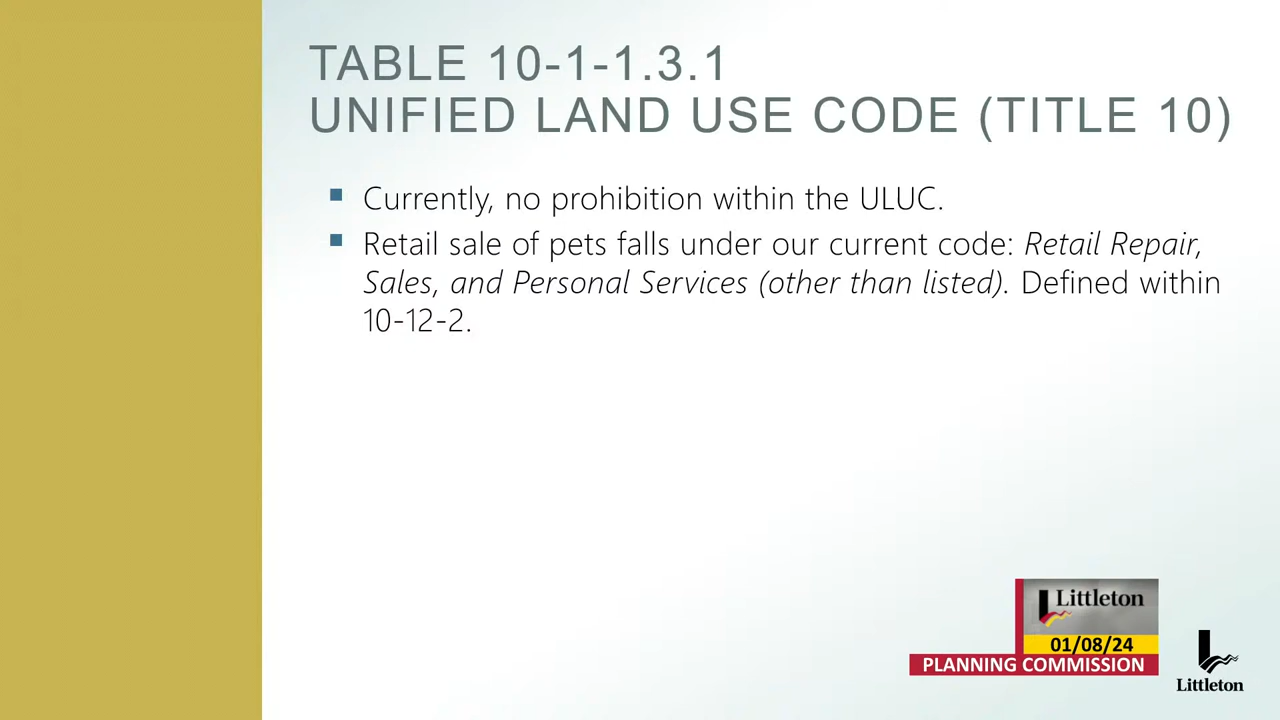 TABLE 10-1-1.3.1
UNIFIED LAND USE CODE (TITLE 10)
Currently, no prohibition within the ULUC.
Retail sale of pets falls under our current code: Retail Repair,
Sales, and Personal Services (other than listed). Defined within
10-12-2.
Littleton
01/08/24
PLANNING COMMISSION
Littleton